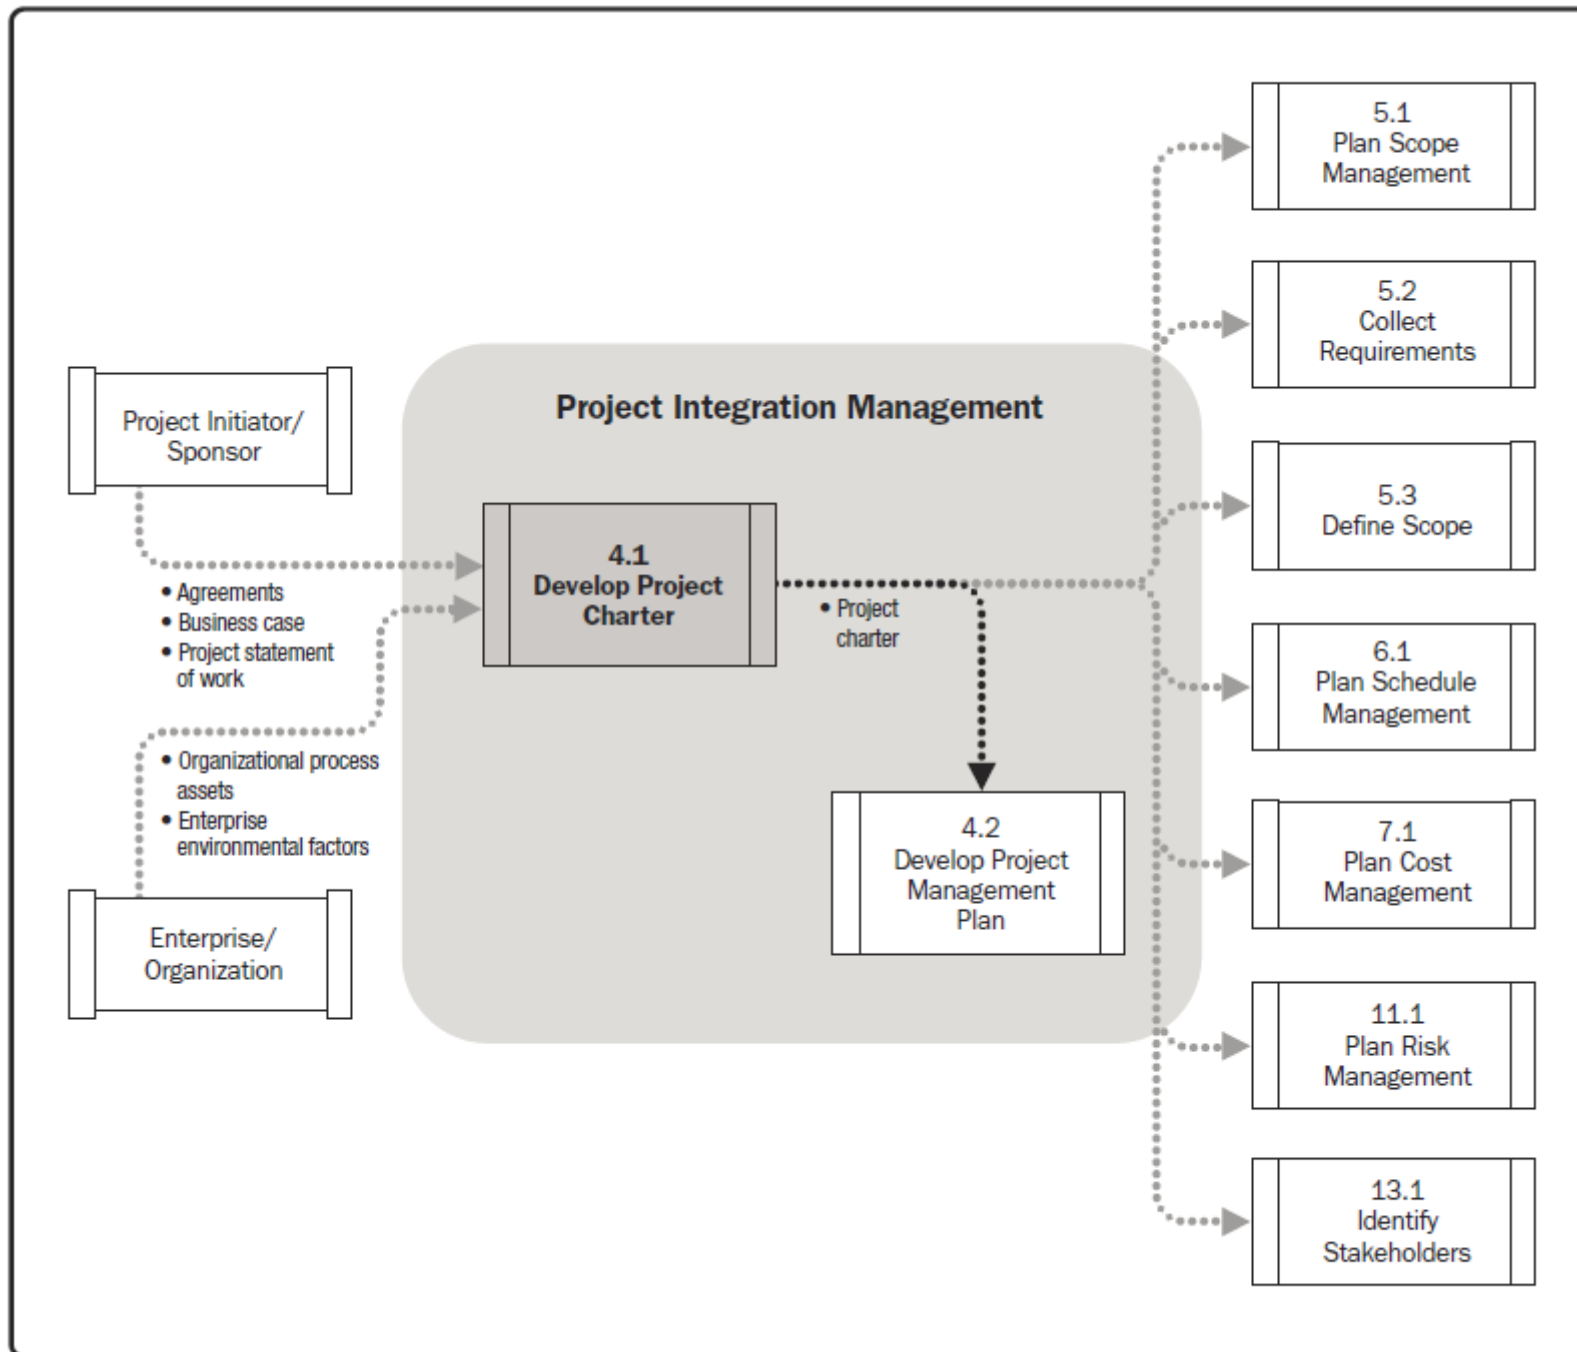 Project Initiator/
Sponsor
• Agreements
• Business case
• Project statement
of work
• Organizational process
assets
• Enterprise
environmental factors
Enterprise/
Organization
Project Integration Management
4.1
Develop Project
Charter
• Project
charter
4.2
Develop Project
Management
Plan
5.1
Plan Scope
Management
5.2
Collect
Requirements
5.3
Define Scope
6.1
Plan Schedule
Management
7.1
Plan Cost
Management
11.1
Plan Risk
Management
13.1
Identify
Stakeholders